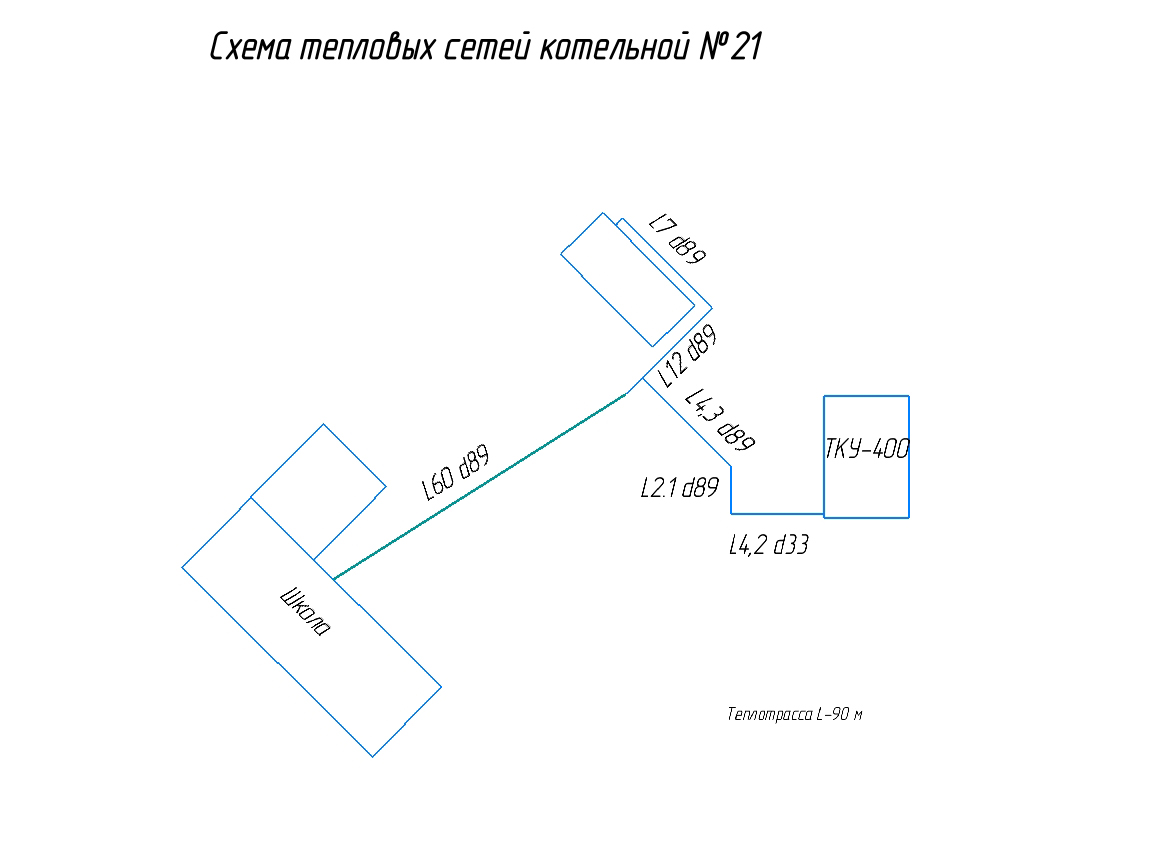 Схема тепловых сетей котельной №21
L7 d89
L12 d89
L4,3 d89
ТКУ-400
L60 d89
L2.1 d89
L4,2 d33
Школа
Теплотрасса L-90 м